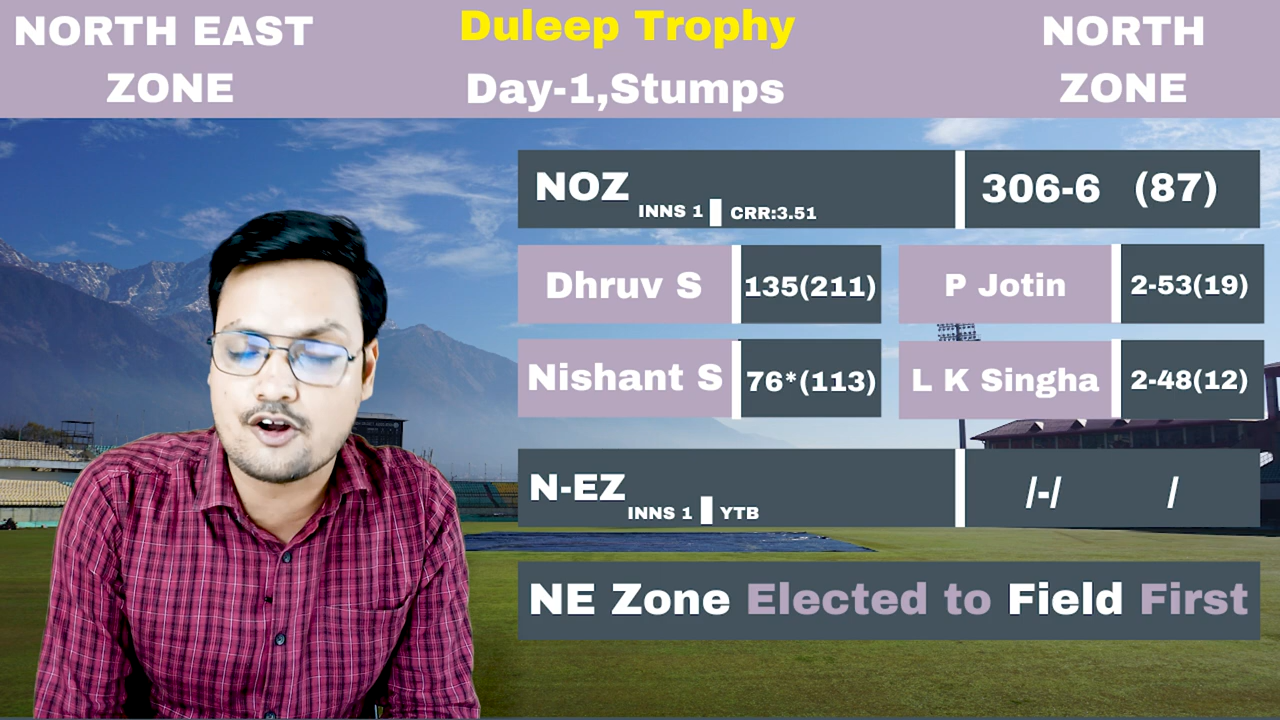 NORTH EAST
ZONE
Duleep Trophy
Day-1,Stumps
NORTH
ZONE
NOZ INNS 1 CRR:3.51 306-6 (87)
Dhruv S 135(211) P Jotin 2-53(19)
Nishant S 76*(113) L K Singha 2-48(12)
N-EZ INNS 1 YTB /-/ /
NE Zone Elected to Field First